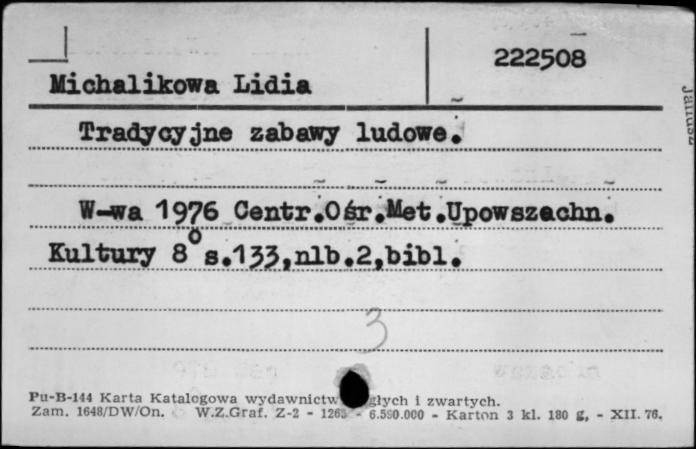 222508
Michalikowa Lidia
Tradycyjne zabawy ludowe.
W-wa 1976 Centr.Ośr.Met.Upowszechn.
Kultury 8° s.133,nlb.2,bibl.
3
Pu-B-144 Karta Katalogowa wydawnictw głych i zwartych.
Zam. 1648/DW/On. W.Z.Graf. Z-2 - 1265 - 6.590.000 - Karton 3 kl. 180 g, - XII. 76.